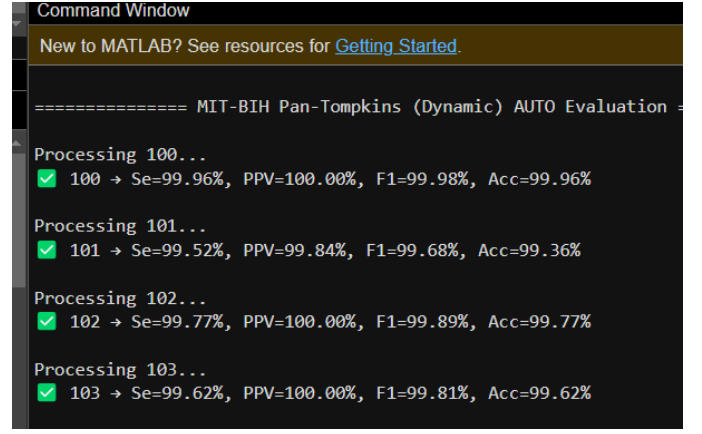 Command Window
New to MATLAB? See resources for Getting Started.
=============== MIT-BIH Pan-Tompkins (Dynamic) AUTO Evaluation =
Processing 100...
✅ 100 → Se=99.96%, PPV=100.00%, F1=99.98%, Acc=99.96%
Processing 101...
✅ 101 → Se=99.52%, PPV=99.84%, F1=99.68%, Acc=99.36%
Processing 102...
✅ 102 → Se=99.77%, PPV=100.00%, F1=99.89%, Acc=99.77%
Processing 103...
✅ 103 → Se=99.62%, PPV=100.00%, F1=99.81%, Acc=99.62%